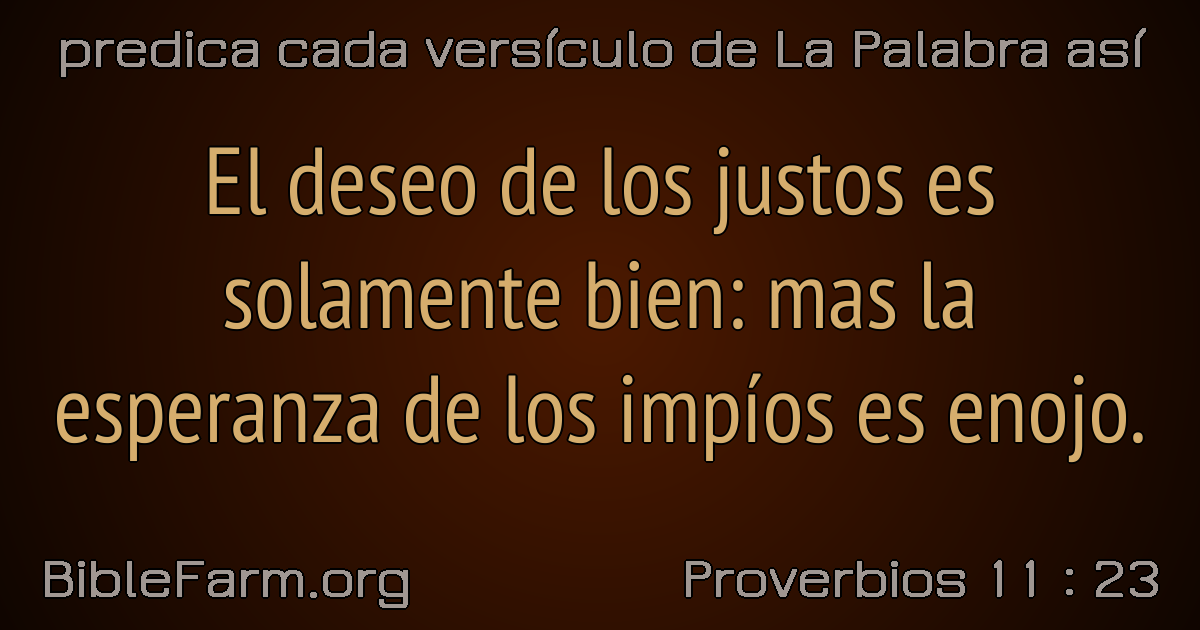 predica cada versículo de La Palabra así
El deseo de los justos es
solamente bien: mas la
esperanza de los impíos es enojo.
BibleFarm.org
Proverbios 11 : 23